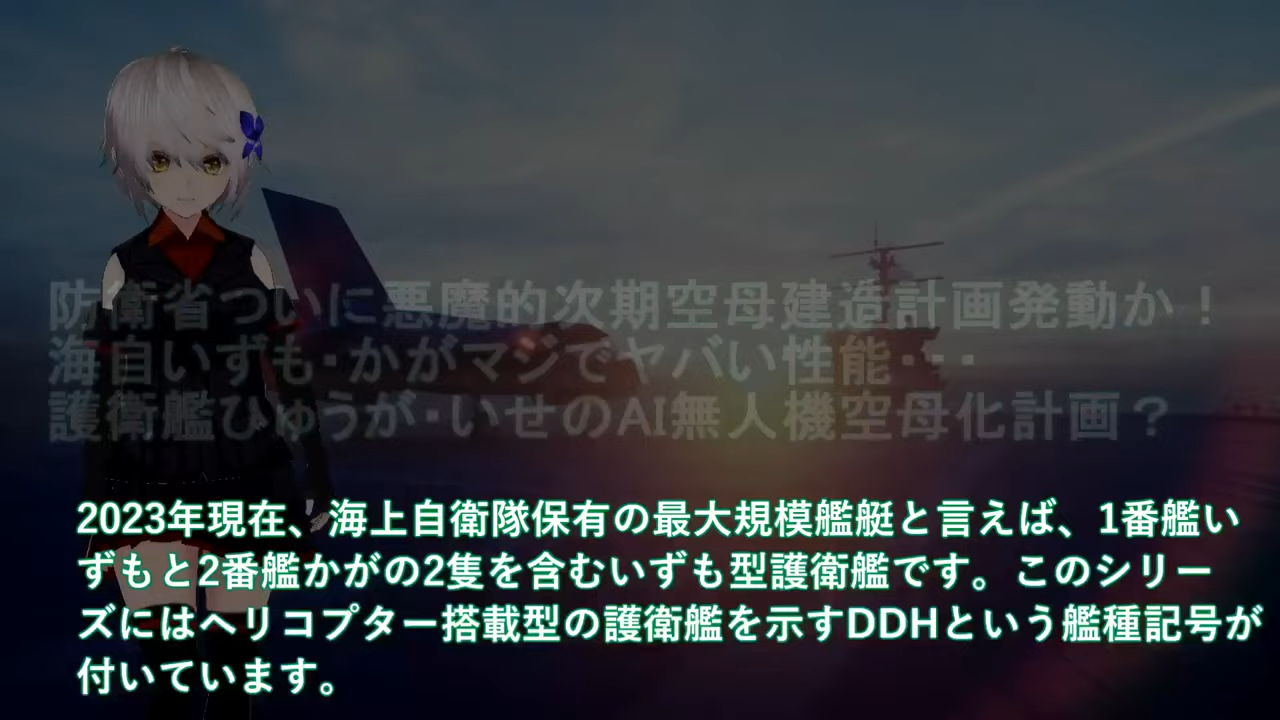 防衛省ついに悪魔的次期空母建造計画発動か！
海自いずも・かがマジでヤバい性能・・・
護衛艦ひゅうが・いせのAI無人機空母化計画？
2023年現在、海上自衛隊保有の最大規模艦艇と言えば、1番艦い
ずもと2番艦かがの2隻を含むいずも型護衛艦です。このシリー
ズにはヘリコプター搭載型の護衛艦を示すDDHという艦種記号が
付いています。